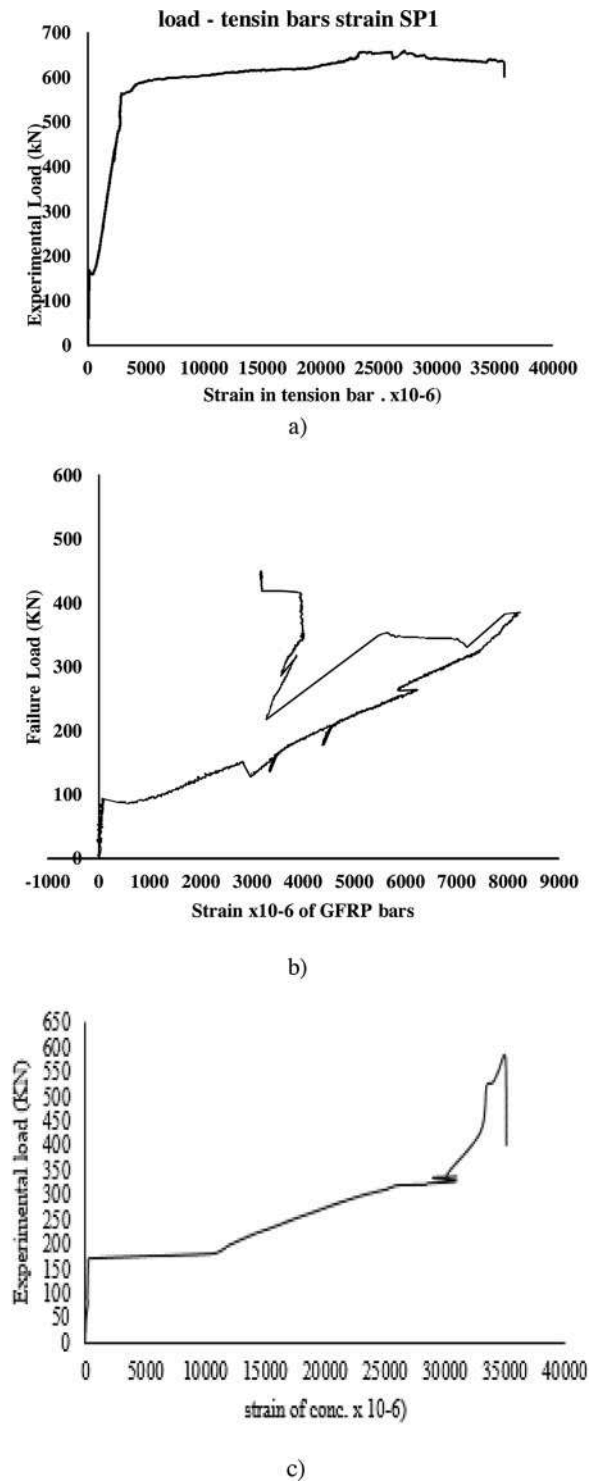 load - tensin bars strain SP1
Experimental Load (kN)
700
600
500
400
300
200
100
0
0 5000 10000 15000 20000 25000 30000 35000 40000
Strain in tension bar . x10-6)
a)
Failure Load (KN)
600
500
400
300
200
100
0
-1000 0 1000 2000 3000 4000 5000 6000 7000 8000 9000
Strain x10-6 of GFRP bars
b)
Experimental load (KN)
650
600
550
500
450
400
350
300
250
200
150
100
50
0
0 5000 10000 15000 20000 25000 30000 35000 40000
strain of conc. x 10-6)
c)